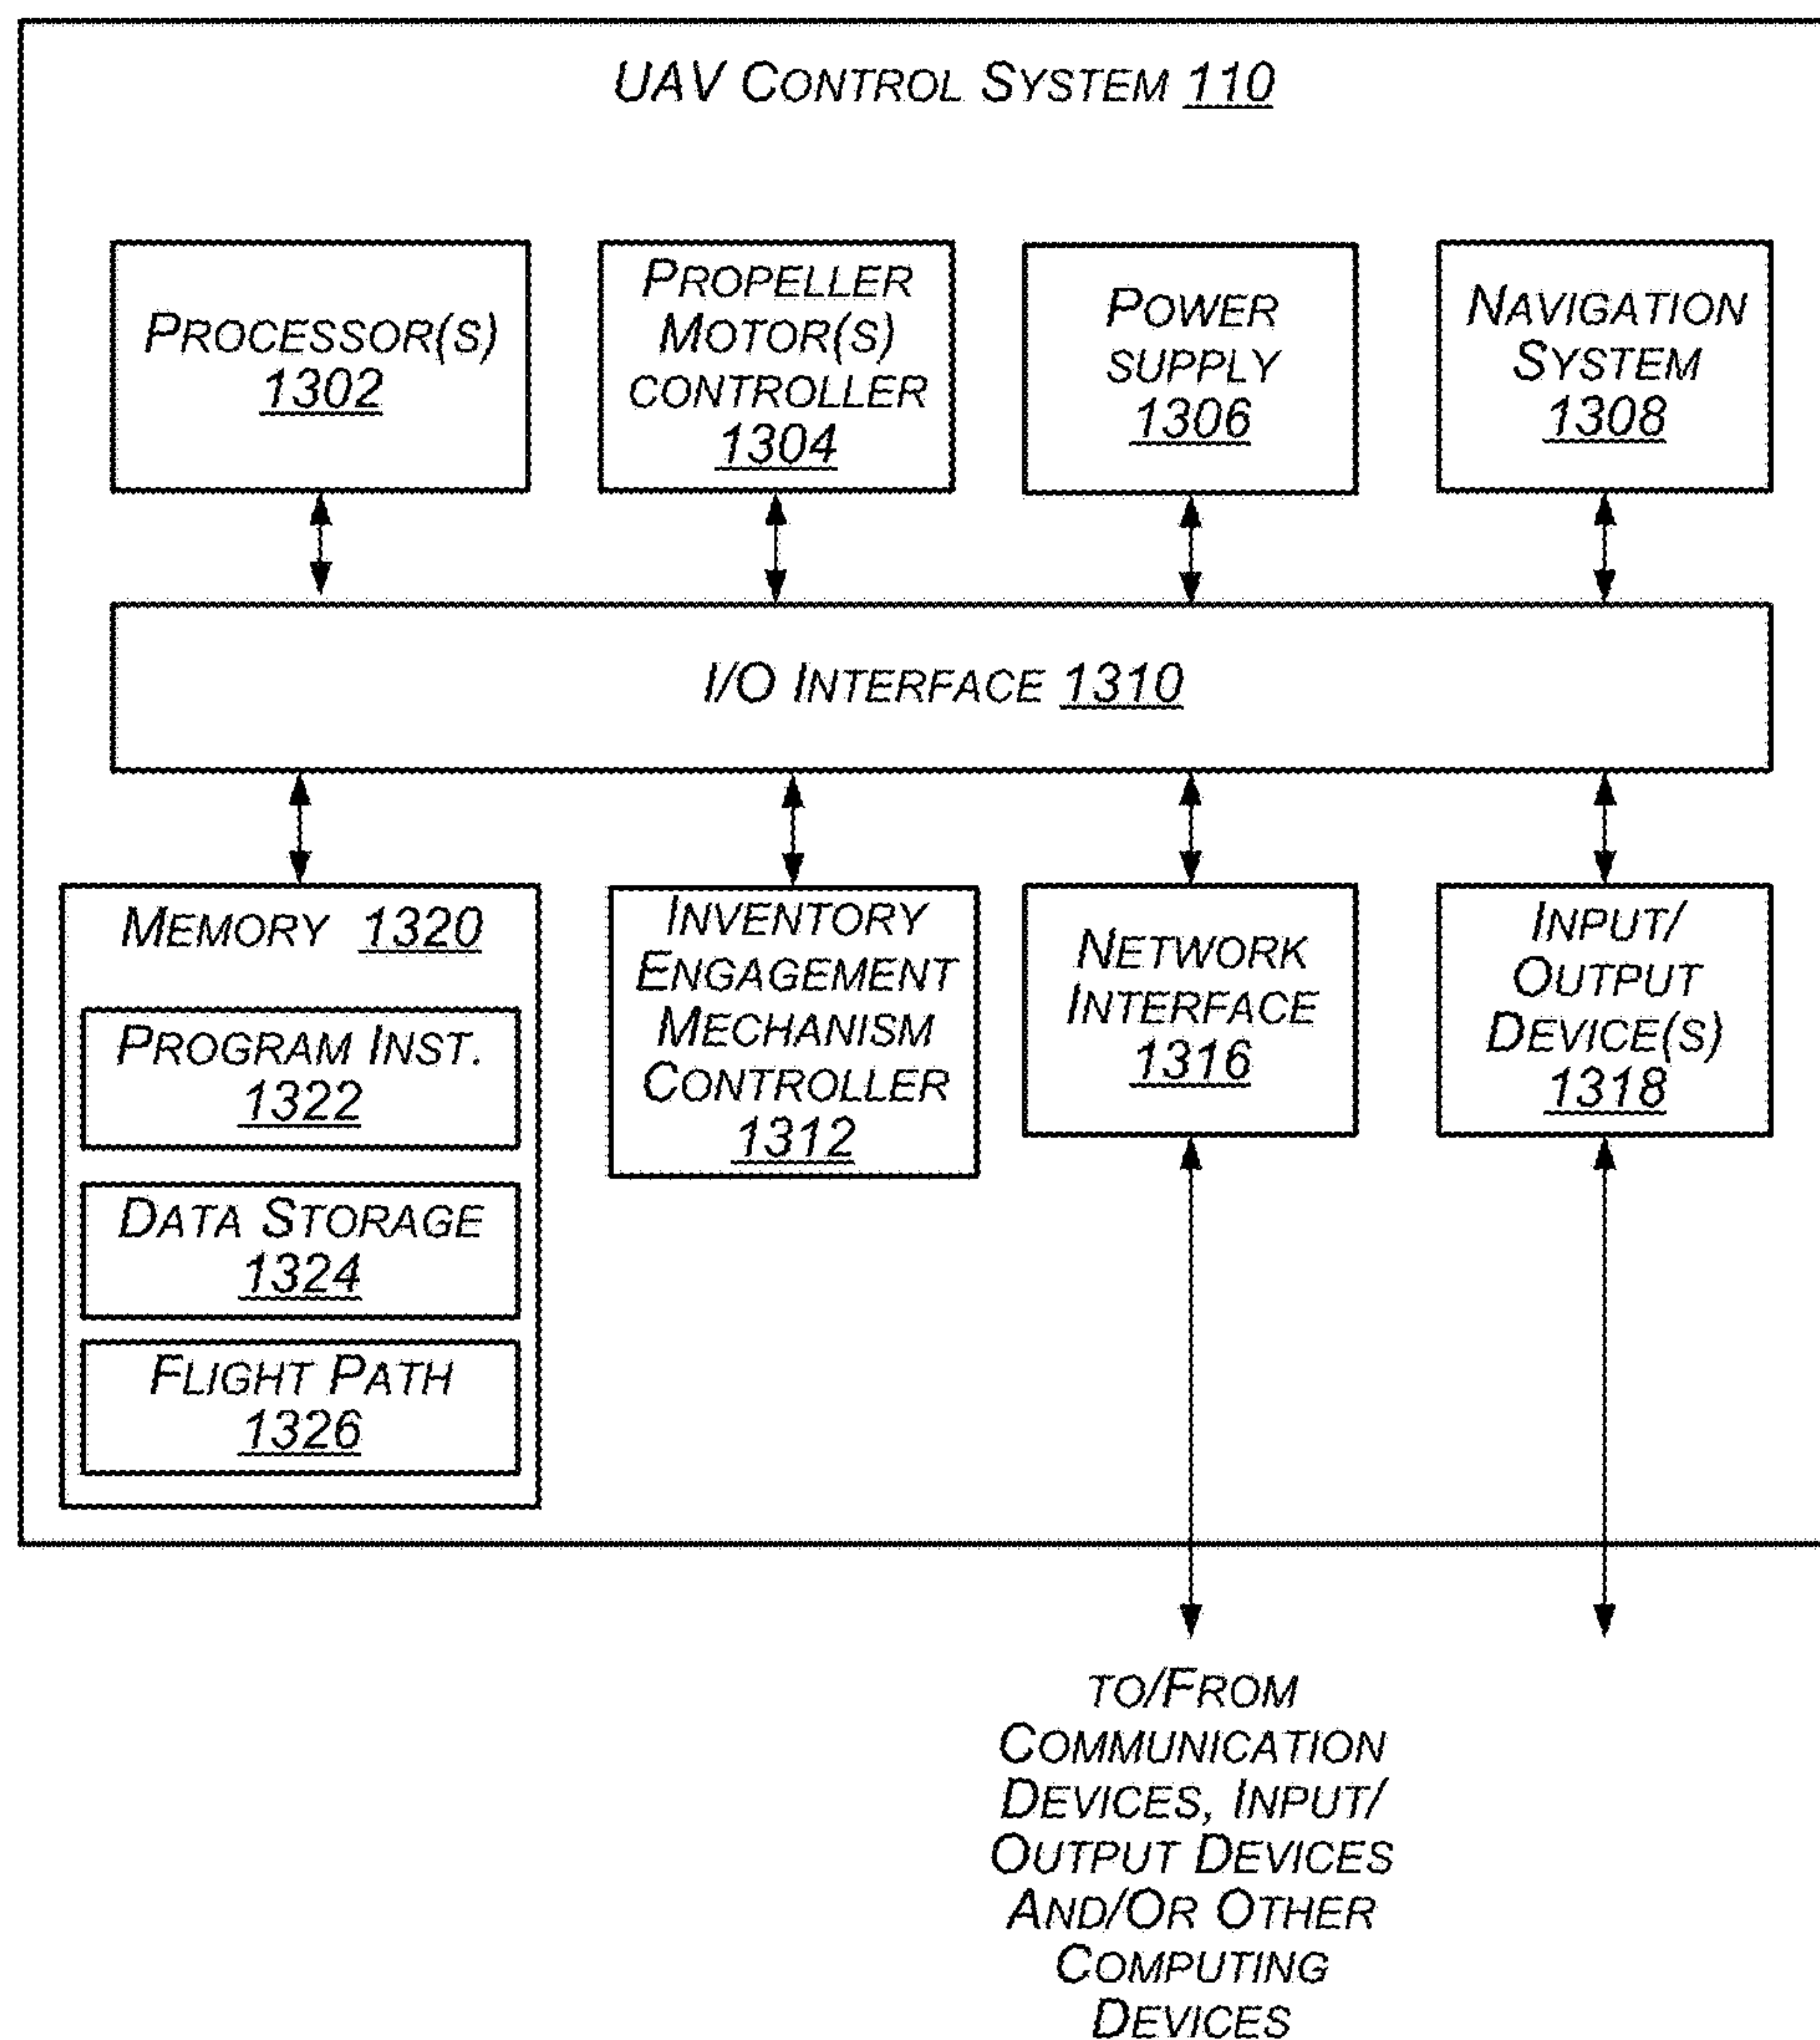 UAV CONTROL SYSTEM 110
PROCESSOR(S)
1302
PROPELLER
MOTOR(S)
CONTROLLER
1304
POWER
SUPPLY
1306
NAVIGATION
SYSTEM
1308
I/O INTERFACE 1310
MEMORY 1320
PROGRAM INST.
1322
DATA STORAGE
1324
FLIGHT PATH
1326
INVENTORY
ENGAGEMENT
MECHANISM
CONTROLLER
1312
NETWORK
INTERFACE
1316
INPUT/
OUTPUT
DEVICE(S)
1318
TO/FROM
COMMUNICATION
DEVICES, INPUT/
OUTPUT DEVICES
AND/OR OTHER
COMPUTING
DEVICES